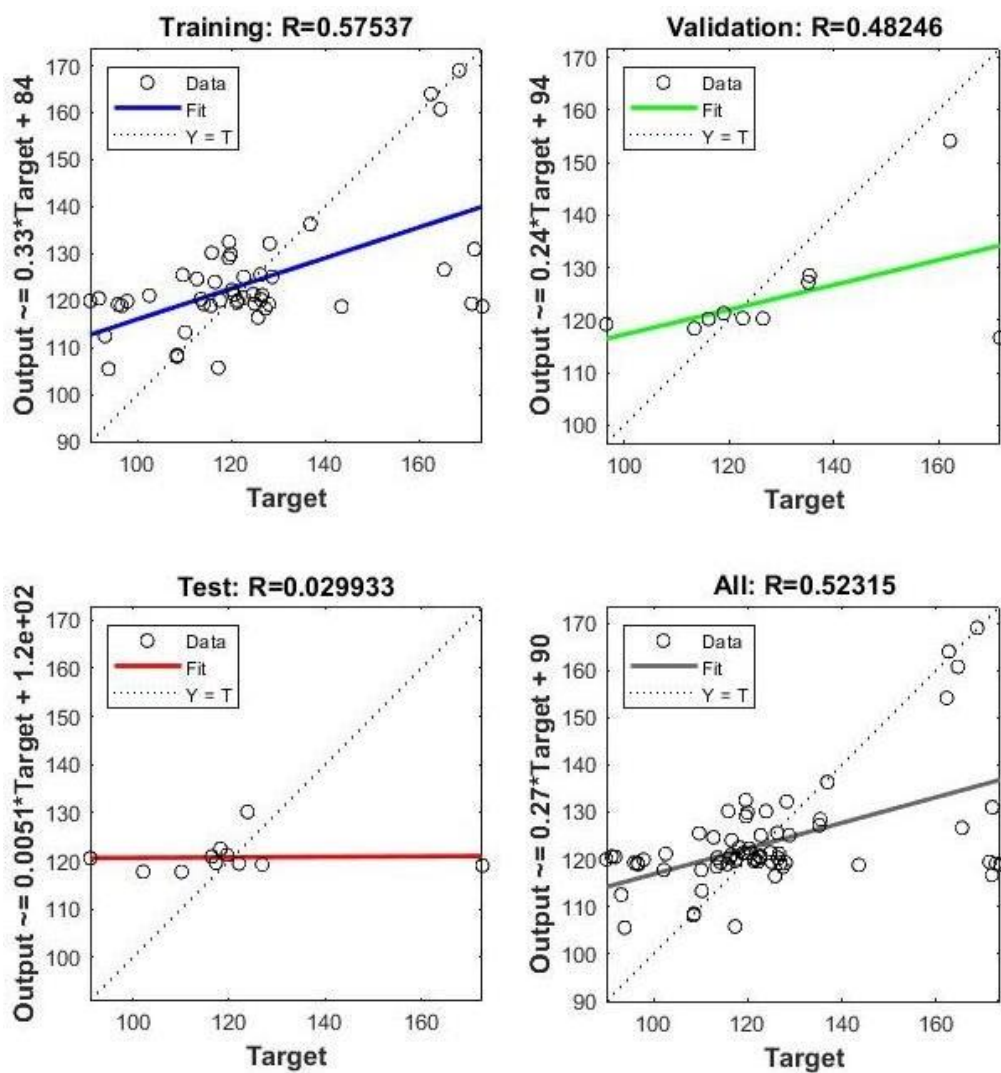 Training: R=0.57537
Output ~= 0.33*Target + 84
170
160
150
140
130
120
110
100
90
Data
Fit
Y = T
100 120 140 160
Target
Validation: R=0.48246
Output ~= 0.24*Target + 94
170
160
150
140
130
120
110
100
Data
Fit
Y = T
100 120 140 160
Target
Test: R=0.029933
Output ~= 0.0051*Target + 1.2e+02
170
160
150
140
130
120
110
100
Data
Fit
Y = T
100 120 140 160
Target
All: R=0.52315
Output ~= 0.27*Target + 90
170
160
150
140
130
120
110
100
90
Data
Fit
Y = T
100 120 140 160
Target